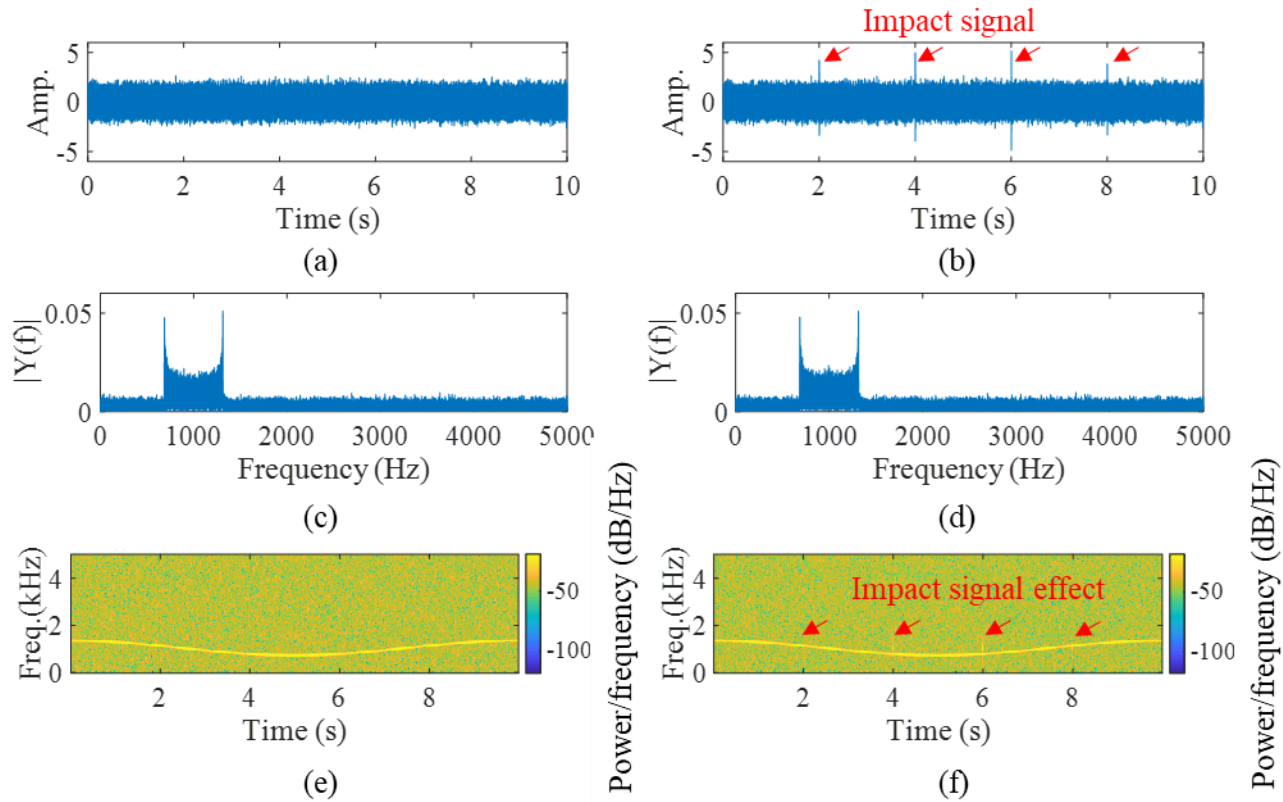 Impact signal
5
0
-5
Amp.
0 2 4 6 8 10
Time (s)
(a)
5
0
-5
Amp.
0 2 4 6 8 10
Time (s)
(b)
0.05
0
|Y(f)|
0 1000 2000 3000 4000 5000
Frequency (Hz)
(c)
0.05
0
|Y(f)|
0 1000 2000 3000 4000 5000
Frequency (Hz)
(d)
4
2
0
Freq.(kHz)
2 4 6 8
Time (s)
-50
-100
Power/frequency (dB/Hz)
(e)
Impact signal effect
4
2
0
Freq.(kHz)
2 4 6 8
Time (s)
-50
-100
Power/frequency (dB/Hz)
(f)